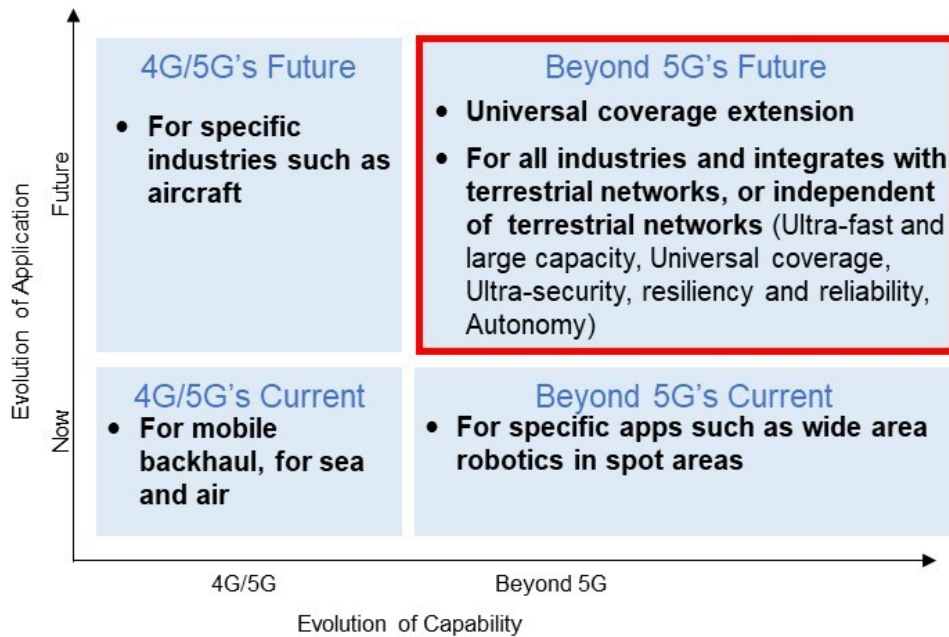 4G/5G's Future
• For specific
industries such as
aircraft
Beyond 5G's Future
• Universal coverage extension
• For all industries and integrates with
terrestrial networks, or independent
of terrestrial networks (Ultra-fast and
large capacity, Universal coverage,
Ultra-security, resiliency and reliability,
Autonomy)
4G/5G's Current
• For mobile
backhaul, for sea
and air
Beyond 5G's Current
• For specific apps such as wide area
robotics in spot areas
Evolution of Application
Future
Now
4G/5G
Beyond 5G
Evolution of Capability